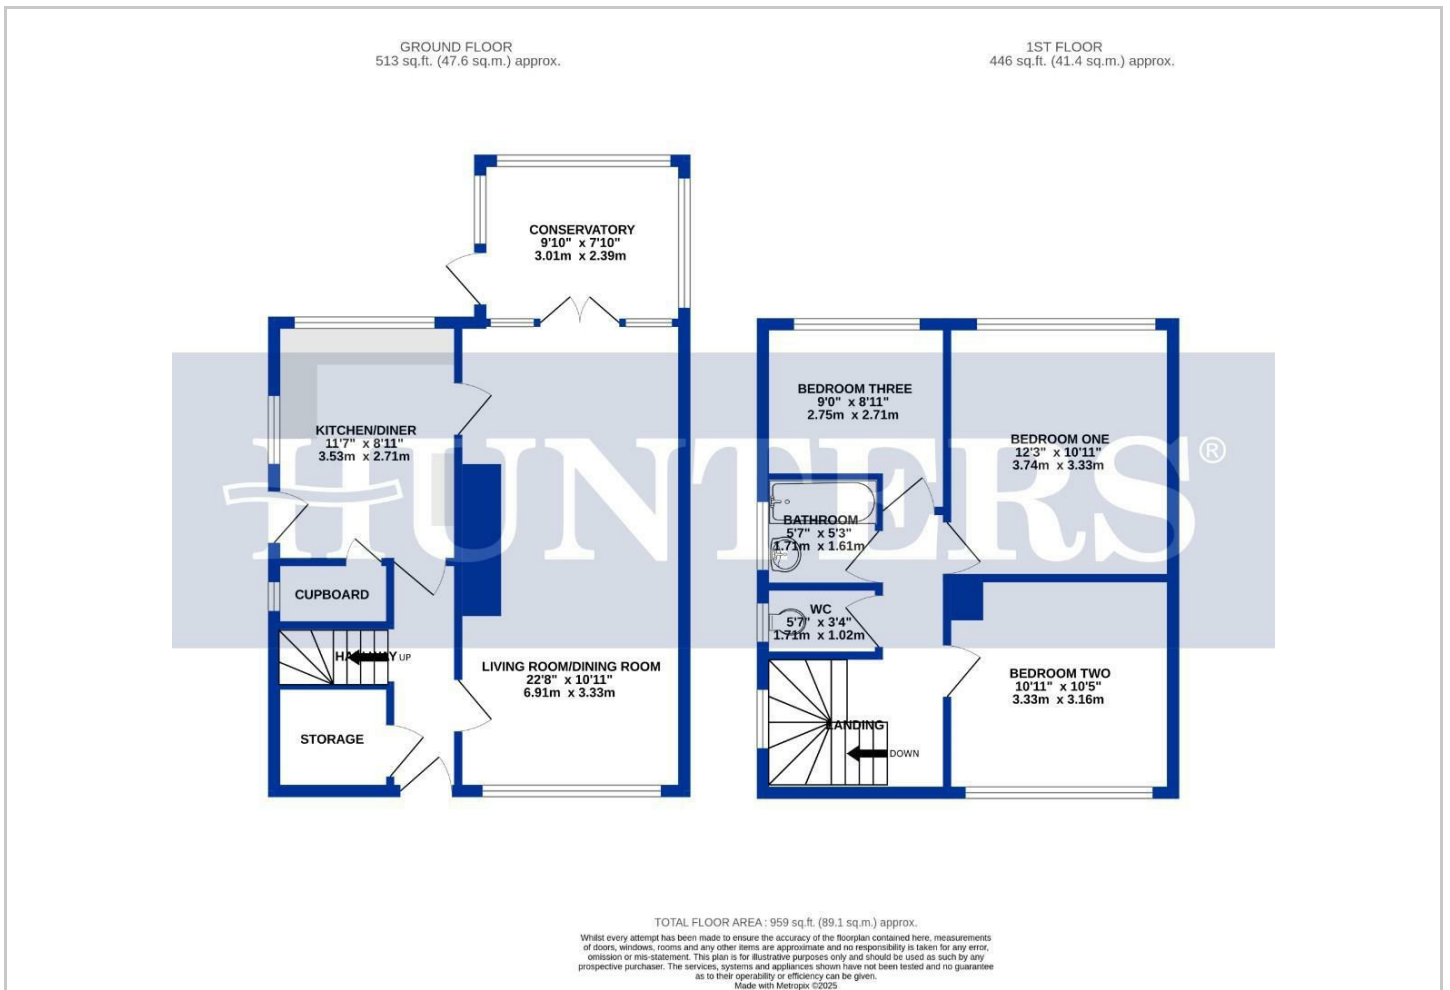 GROUND FLOOR
513 sq.ft. (47.6 sq.m.) approx.
1ST FLOOR
446 sq.ft. (41.4 sq.m.) approx.
CONSERVATORY
9'10" x 7'10"
3.01m x 2.39m
KITCHEN/DINER
11'7" x 8'11"
3.53m x 2.71m
CUPBOARD
HALLWAY
UP
STORAGE
LIVING ROOM/DINING ROOM
22'8" x 10'11"
6.91m x 3.33m
BEDROOM THREE
9'0" x 8'11"
2.75m x 2.71m
BEDROOM ONE
12'3" x 10'11"
3.74m x 3.33m
BATHROOM
5'7" x 5'3"
1.71m x 1.61m
WC
5'7" x 3'4"
1.71m x 1.02m
BEDROOM TWO
10'11" x 10'5"
3.33m x 3.16m
LANDING
DOWN
HUNTERS®
TOTAL FLOOR AREA : 959 sq.ft. (89.1 sq.m.) approx.
Whilst every attempt has been made to ensure the accuracy of the floorplan contained here, measurements
of doors, windows, rooms and any other items are approximate and no responsibility is taken for any error,
omission or mis-statement. This plan is for illustrative purposes only and should be used as such by any
prospective purchaser. The services, systems and appliances shown have not been tested and no guarantee
as to their operability or efficiency can be given.
Made with Metropix ©2025